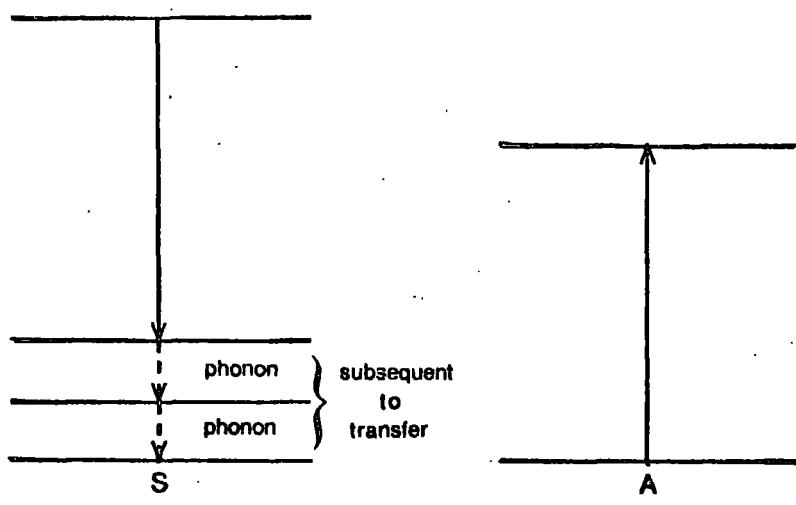 phonon
phonon
subsequent
to
transfer
S
A